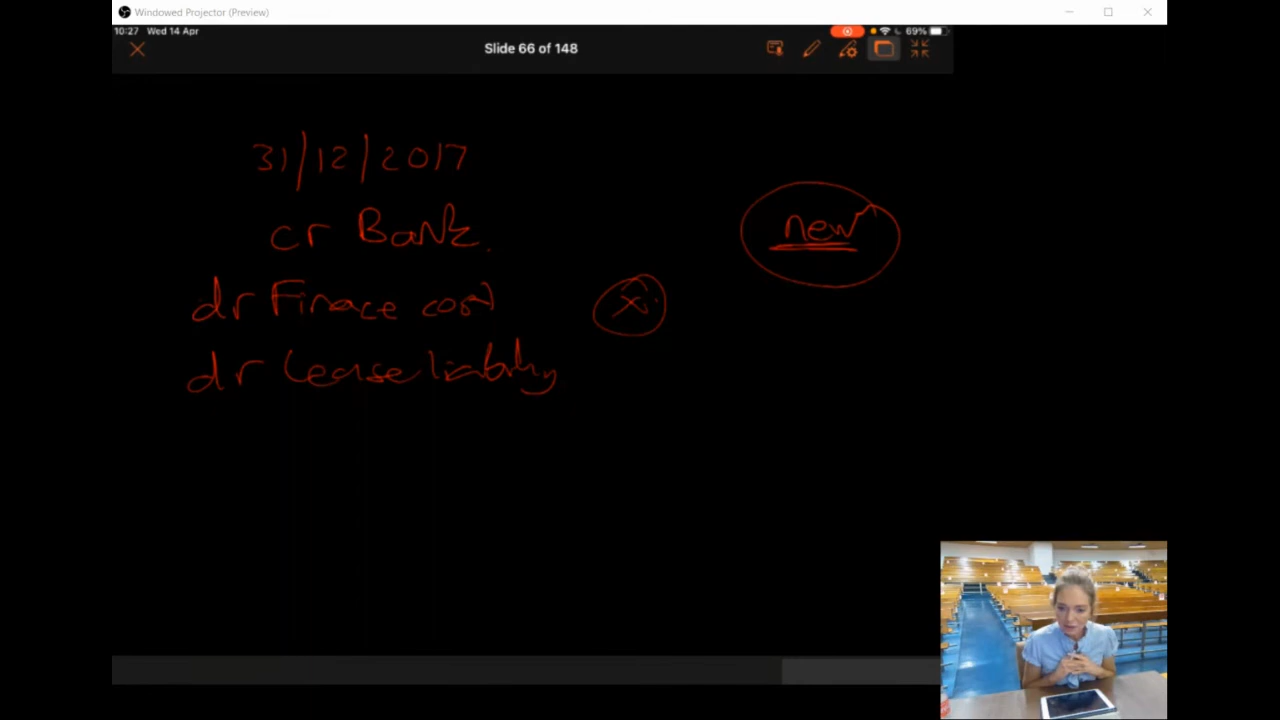 Windowed Projector (Preview)
10:27 Wed 14 Apr
69%
Slide 66 of 148
31/12/2017
cr Bank.
new
dr Finace cost
x
dr Lease liability